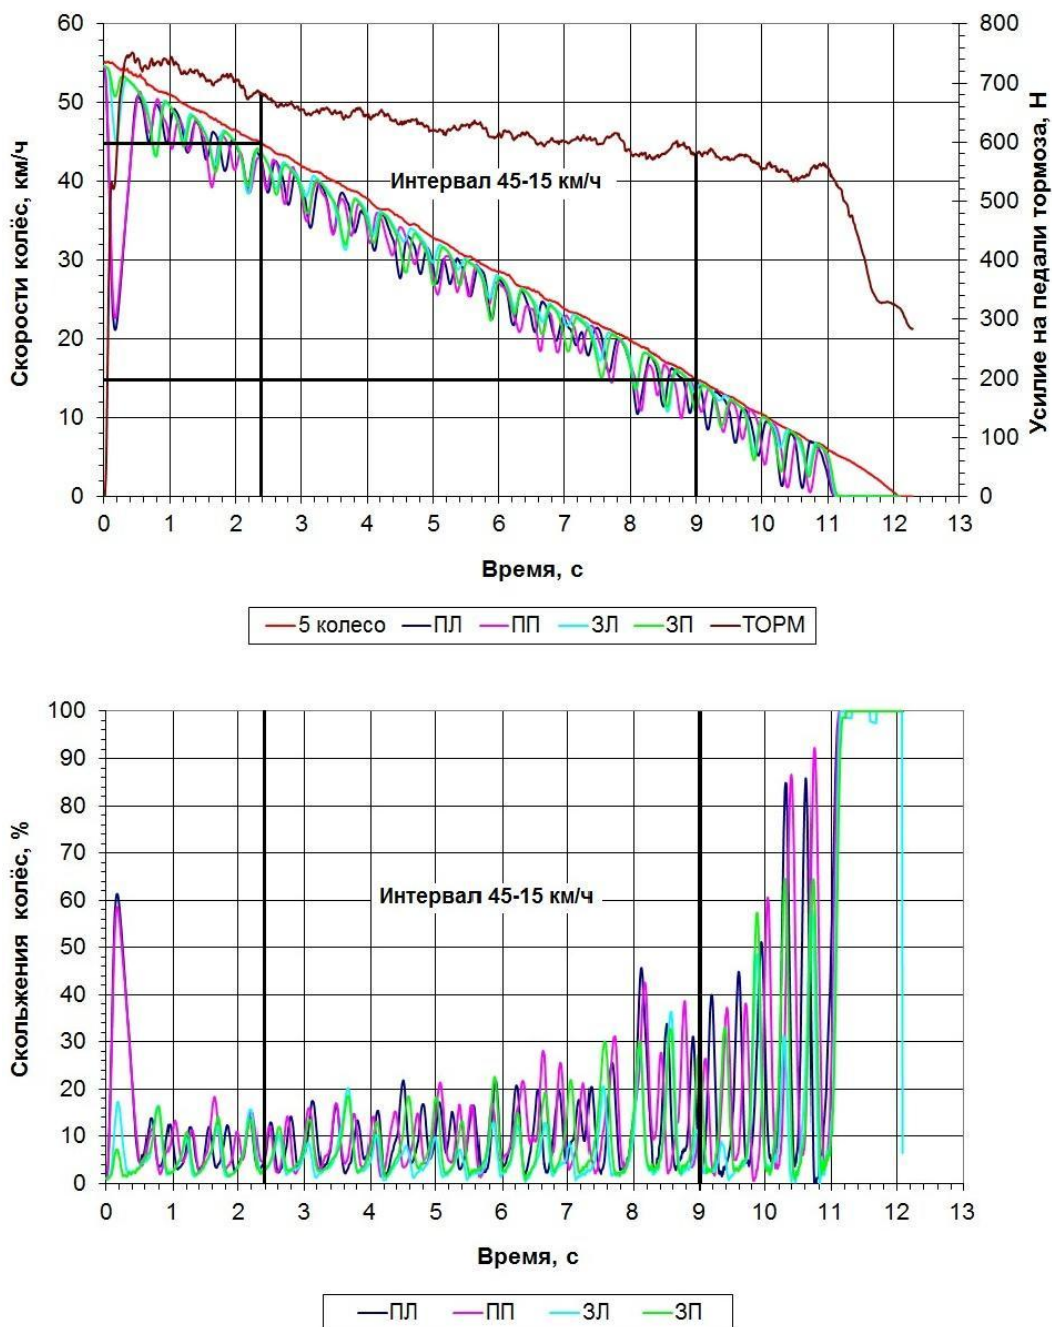 Скорости колёс, км/ч
60
50
40
30
20
10
0
Интервал 45-15 км/ч
800
700
600
500
400
300
200
100
0
Усилие на педали тормоза, Н
0 1 2 3 4 5 6 7 8 9 10 11 12 13
Время, с
5 колесо ПЛ ПП ЗЛ ЗП ТОРМ
Скольжения колёс, %
100
90
80
70
60
50
40
30
20
10
0
Интервал 45-15 км/ч
0 1 2 3 4 5 6 7 8 9 10 11 12 13
Время, с
ПЛ ПП ЗЛ ЗП